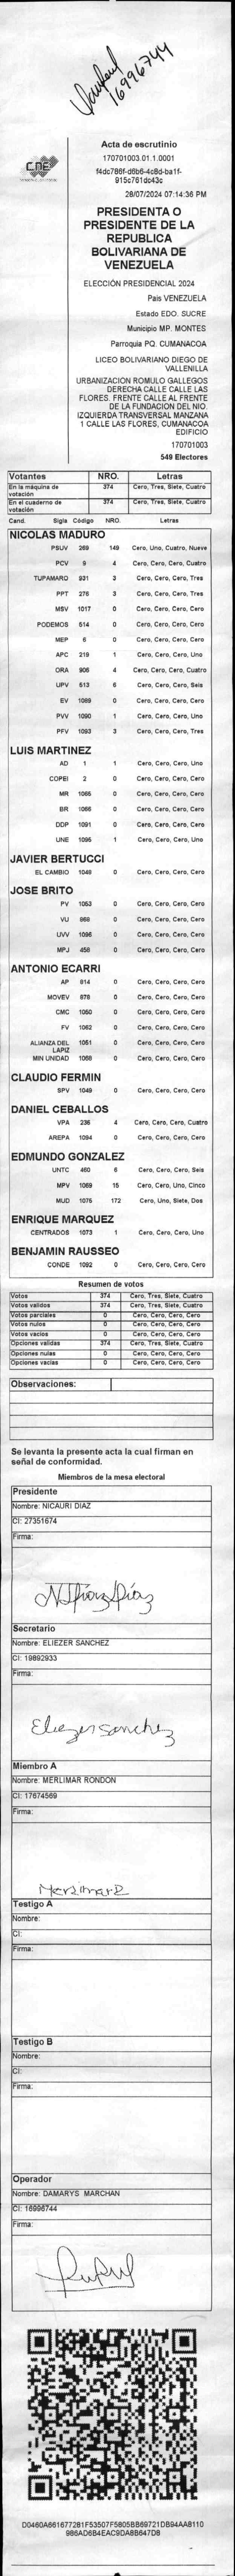 16996744
CNE
Acta de escrutinio
170701003.01.1.0001
f4dc786f-d6b6-4c8d-ba1f-
915c761dc43c
28/07/2024 07:14:36 PM
PRESIDENTA O
PRESIDENTE DE LA
REPUBLICA
BOLIVARIANA DE
VENEZUELA
ELECCIÓN PRESIDENCIAL 2024
Pais VENEZUELA
Estado EDO. SUCRE
Municipio MP. MONTES
Parroquia PQ. CUMANACOA
LICEO BOLIVARIANO DIEGO DE
VALLENILLA
URBANIZACION ROMULO GALLEGOS
DERECHA CALLE CALLE LAS
FLORES. FRENTE CALLE AL FRENTE
DE LA FUNDACION DEL NIO.
IZQUIERDA TRANSVERSAL MANZANA
1 CALLE LAS FLORES, CUMANACOA
EDIFICIO
170701003
549 Electores
Votantes NRO. Letras
En la máquina de votación 374 Cero, Tres, Siete, Cuatro
En el cuaderno de votación 374 Cero, Tres, Siete, Cuatro
Cand. Sigla Código NRO. Letras
NICOLAS MADURO
PSUV 269 149 Cero, Uno, Cuatro, Nueve
PCV 9 4 Cero, Cero, Cero, Cuatro
TUPAMARO 931 3 Cero, Cero, Cero, Tres
PPT 276 3 Cero, Cero, Cero, Tres
MSV 1017 0 Cero, Cero, Cero, Cero
PODEMOS 514 0 Cero, Cero, Cero, Cero
MEP 6 0 Cero, Cero, Cero, Cero
APC 219 1 Cero, Cero, Cero, Uno
ORA 906 4 Cero, Cero, Cero, Cuatro
UPV 513 6 Cero, Cero, Cero, Seis
EV 1089 0 Cero, Cero, Cero, Cero
PVV 1090 1 Cero, Cero, Cero, Uno
PFV 1093 3 Cero, Cero, Cero, Tres
LUIS MARTINEZ
AD 1 1 Cero, Cero, Cero, Uno
COPEI 2 0 Cero, Cero, Cero, Cero
MR 1065 0 Cero, Cero, Cero, Cero
BR 1066 0 Cero, Cero, Cero, Cero
DDP 1091 0 Cero, Cero, Cero, Cero
UNE 1095 1 Cero, Cero, Cero, Uno
JAVIER BERTUCCI
EL CAMBIO 1048 0 Cero, Cero, Cero, Cero
JOSE BRITO
PV 1053 0 Cero, Cero, Cero, Cero
VU 868 0 Cero, Cero, Cero, Cero
UVV 1096 0 Cero, Cero, Cero, Cero
MPJ 458 0 Cero, Cero, Cero, Cero
ANTONIO ECARRI
AP 814 0 Cero, Cero, Cero, Cero
MOVEV 878 0 Cero, Cero, Cero, Cero
CMC 1050 0 Cero, Cero, Cero, Cero
FV 1062 0 Cero, Cero, Cero, Cero
ALIANZA DEL LAPIZ 1051 0 Cero, Cero, Cero, Cero
MIN UNIDAD 1068 0 Cero, Cero, Cero, Cero
CLAUDIO FERMIN
SPV 1049 0 Cero, Cero, Cero, Cero
DANIEL CEBALLOS
VPA 236 4 Cero, Cero, Cero, Cuatro
AREPA 1094 0 Cero, Cero, Cero, Cero
EDMUNDO GONZALEZ
UNTC 460 6 Cero, Cero, Cero, Seis
MPV 1069 15 Cero, Cero, Uno, Cinco
MUD 1075 172 Cero, Uno, Siete, Dos
ENRIQUE MARQUEZ
CENTRADOS 1073 1 Cero, Cero, Cero, Uno
BENJAMIN RAUSSEO
CONDE 1092 0 Cero, Cero, Cero, Cero
Resumen de votos
Votos 374 Cero, Tres, Siete, Cuatro
Votos validos 374 Cero, Tres, Siete, Cuatro
Votos parciales 0 Cero, Cero, Cero, Cero
Votos nulos 0 Cero, Cero, Cero, Cero
Votos vacios 0 Cero, Cero, Cero, Cero
Opciones validas 374 Cero, Tres, Siete, Cuatro
Opciones nulas 0 Cero, Cero, Cero, Cero
Opciones vacias 0 Cero, Cero, Cero, Cero
Observaciones:
Se levanta la presente acta la cual firman en
señal de conformidad.
Miembros de la mesa electoral
Presidente
Nombre: NICAURI DIAZ
CI: 27351674
Firma:
Secretario
Nombre: ELIEZER SANCHEZ
CI: 19892933
Firma:
Eliezer sanchez
Miembro A
Nombre: MERLIMAR RONDON
CI: 17674569
Firma:
Merlimar R
Testigo A
Nombre:
CI:
Firma:
Testigo B
Nombre:
CI:
Firma:
Operador
Nombre: DAMARYS MARCHAN
CI: 16996744
Firma:
D0460A661677281F53507F5805BB69721DB94AA8110
986AD6B4EAC9DA8B647D8